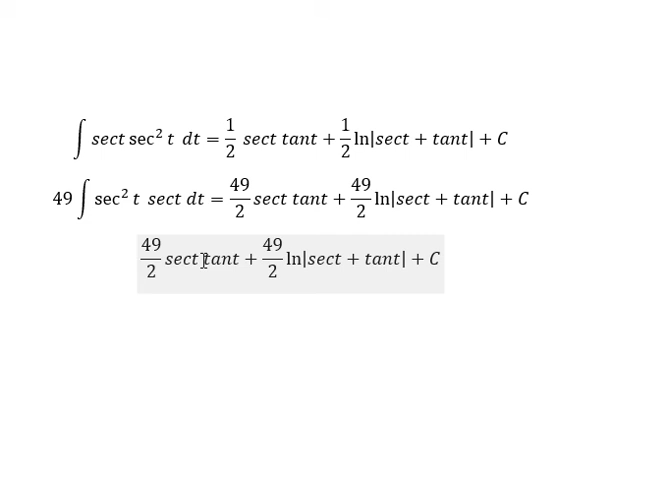 ∫ sect sec² t dt = 1/2 sect tant + 1/2 ln|sect + tant| + C
49 ∫ sec² t sect dt = 49/2 sect tant + 49/2 ln|sect + tant| + C
49/2 sect tant + 49/2 ln|sect + tant| + C